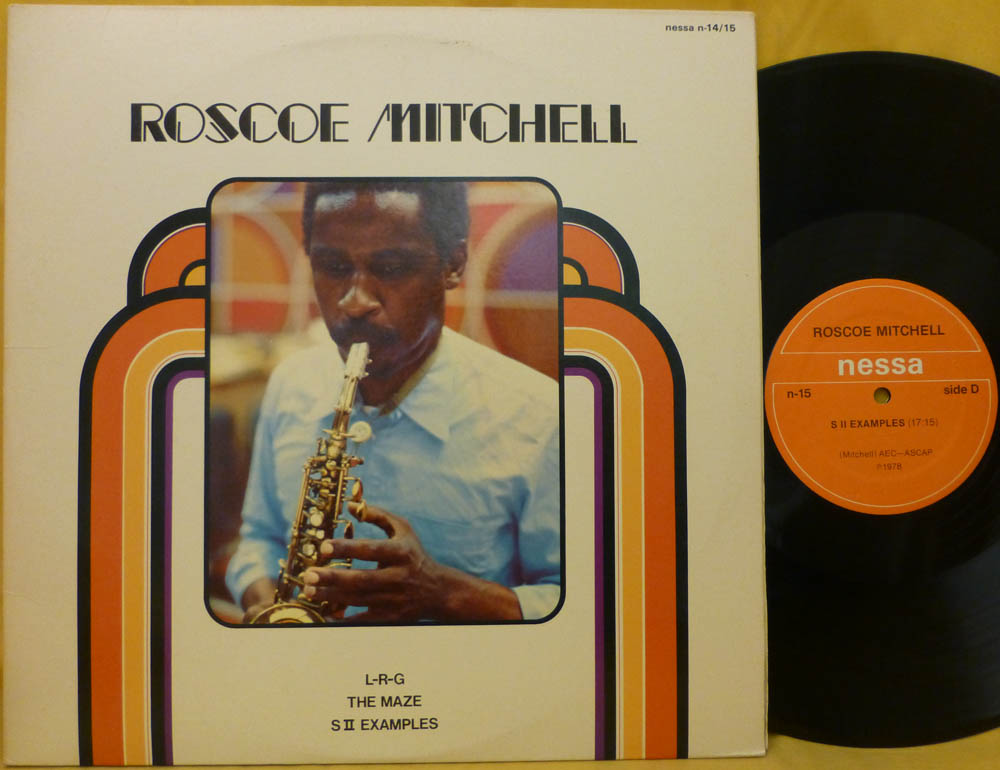 nessa n-14/15
ROSCOE MITCHELL
L-R-G
THE MAZE
S II EXAMPLES
ROSCOE MITCHELL
nessa
n-15
side D
S II EXAMPLES (17:15)
(Mitchell) AEC—ASCAP
℗1978